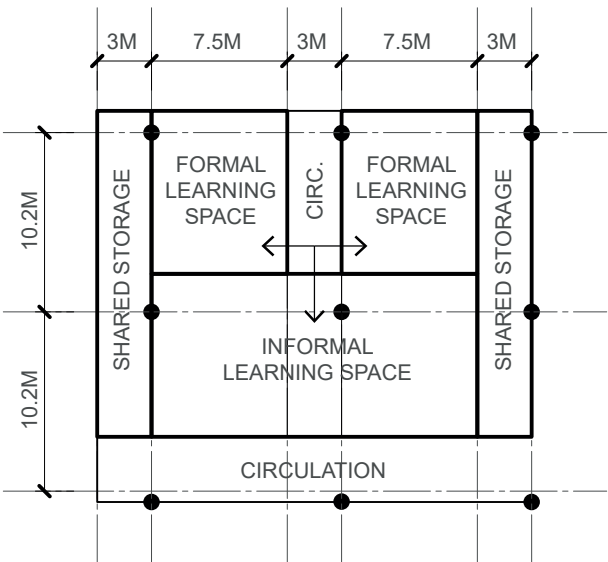 3M
7.5M
3M
7.5M
3M
FORMAL
LEARNING
SPACE
CIRC.
FORMAL
LEARNING
SPACE
10.2M
SHARED STORAGE
SHARED STORAGE
INFORMAL
LEARNING SPACE
10.2M
CIRCULATION